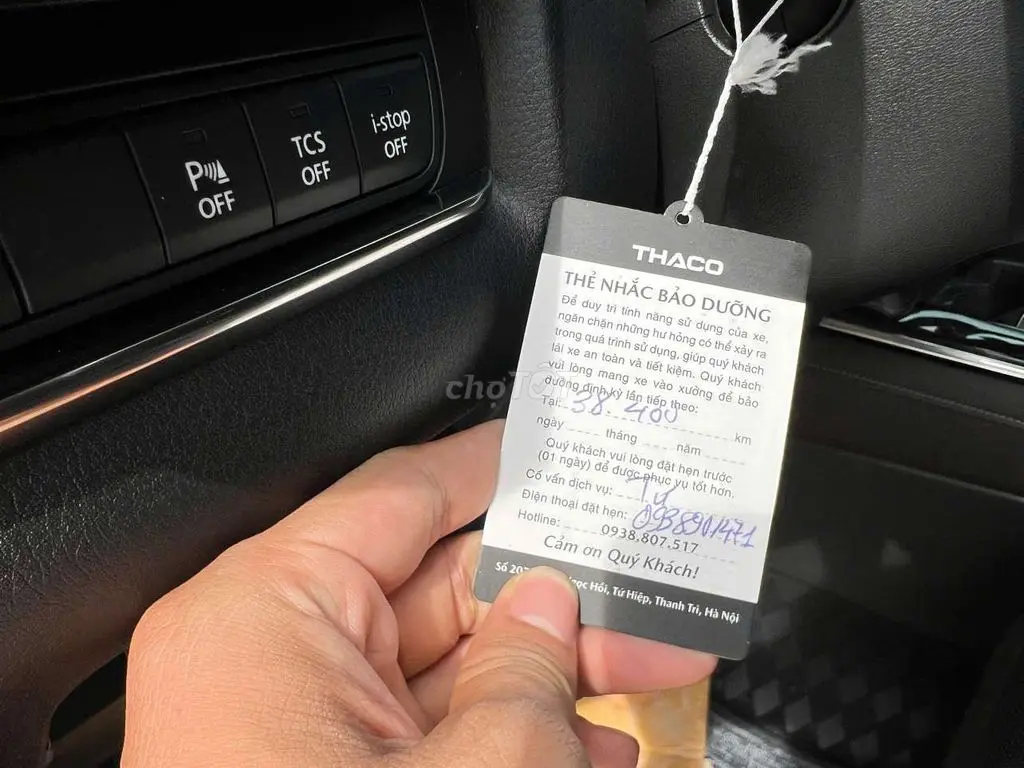 P
OFF
TCS
OFF
i-stop
OFF
THACO
THẺ NHẮC BẢO DƯỠNG
Để duy trì tính năng sử dụng của xe,
ngăn chặn những hư hỏng có thể xảy ra
trong quá trình sử dụng, giúp quý khách
lái xe an toàn và tiết kiệm. Quý khách
vui lòng mang xe vào xưởng để bảo
dưỡng định kỳ lần tiếp theo:
Tại: 38.400 km
ngày tháng năm
Quý khách vui lòng đặt hẹn trước
(01 ngày) để được phục vụ tốt hơn.
Cố vấn dịch vụ:
Điện thoại đặt hẹn:
Hotline: 0938.807.517
Cảm ơn Quý Khách!
Số Hồi, Tứ Hiệp, Thanh Trì, Hà Nội
chợTỐT